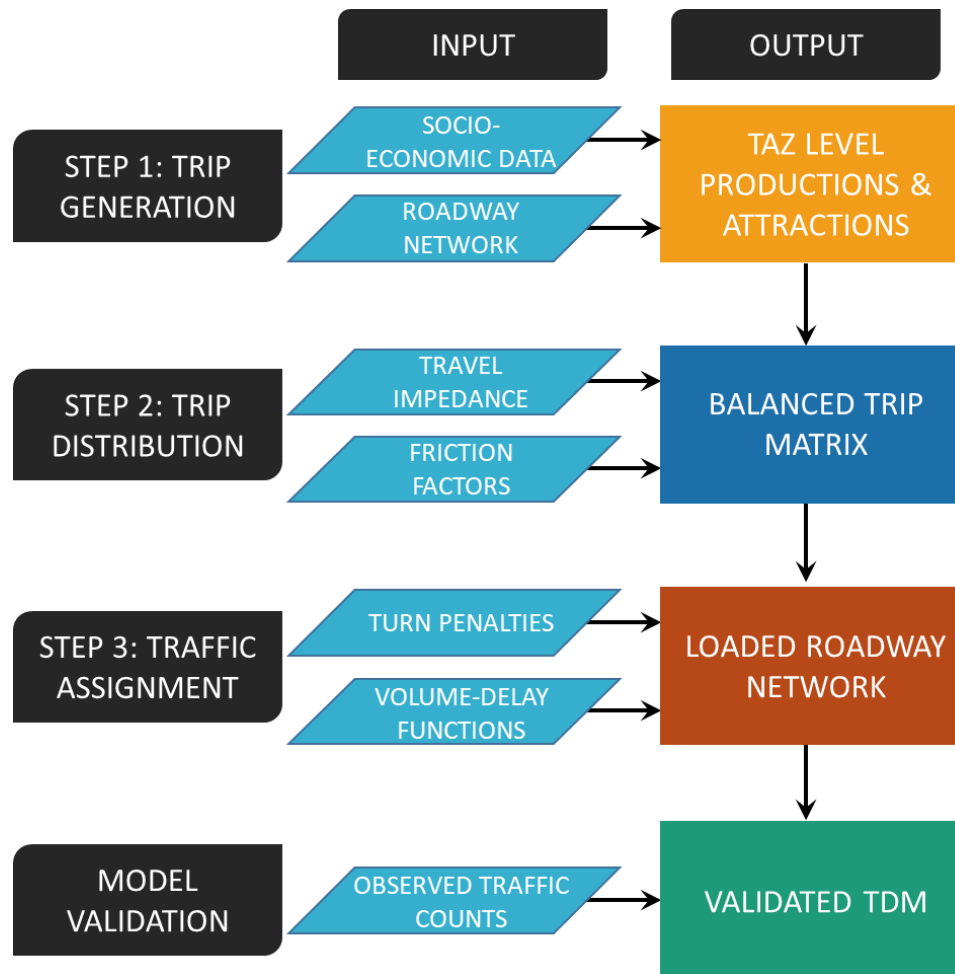 INPUT
OUTPUT
STEP 1: TRIP
GENERATION
SOCIO-
ECONOMIC DATA
ROADWAY
NETWORK
TAZ LEVEL
PRODUCTIONS &
ATTRACTIONS
STEP 2: TRIP
DISTRIBUTION
TRAVEL
IMPEDANCE
FRICTION
FACTORS
BALANCED TRIP
MATRIX
STEP 3: TRAFFIC
ASSIGNMENT
TURN PENALTIES
VOLUME-DELAY
FUNCTIONS
LOADED ROADWAY
NETWORK
MODEL
VALIDATION
OBSERVED TRAFFIC
COUNTS
VALIDATED TDM